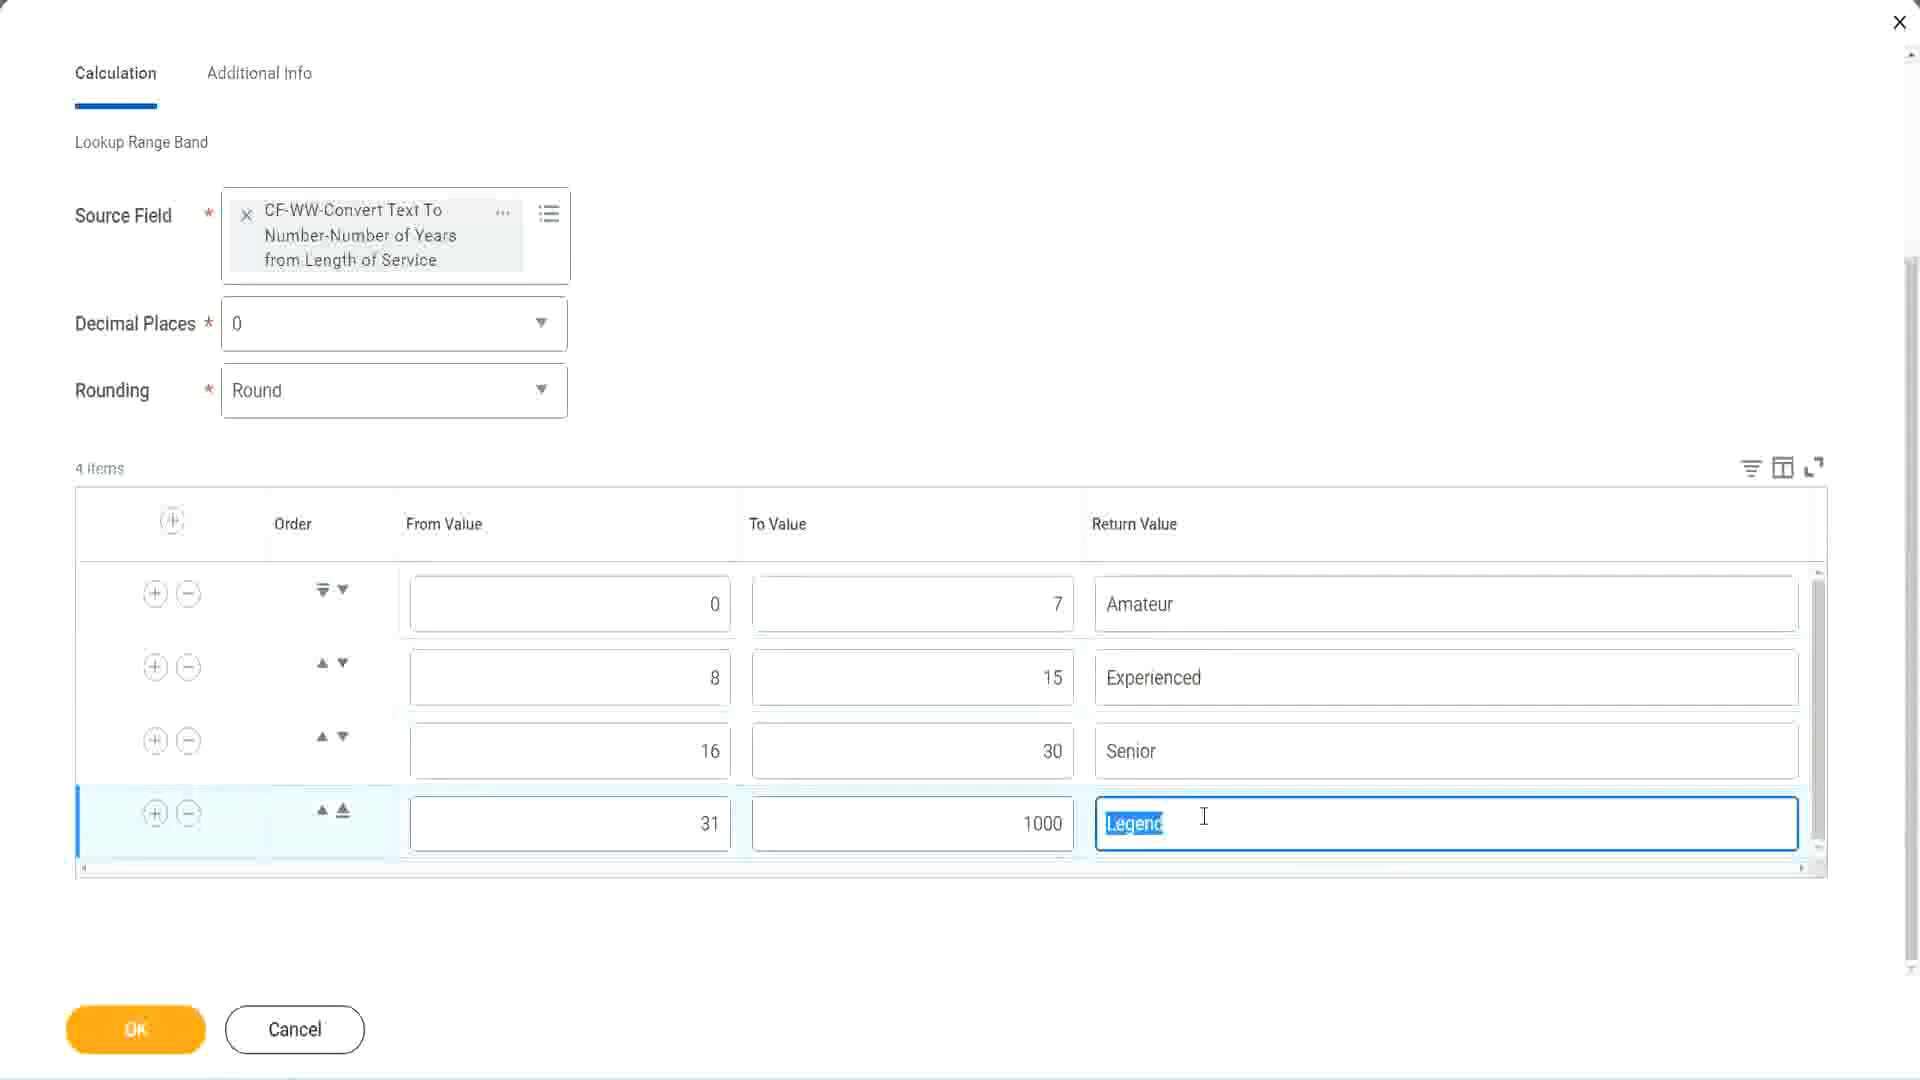 Calculation Additional Info
Lookup Range Band
Source Field *
CF-WW-Convert Text To
Number-Number of Years
from Length of Service
Decimal Places * 0
Rounding * Round
4 items
Order From Value To Value Return Value
0 7 Amateur
8 15 Experienced
16 30 Senior
31 1000 Legend
OK Cancel